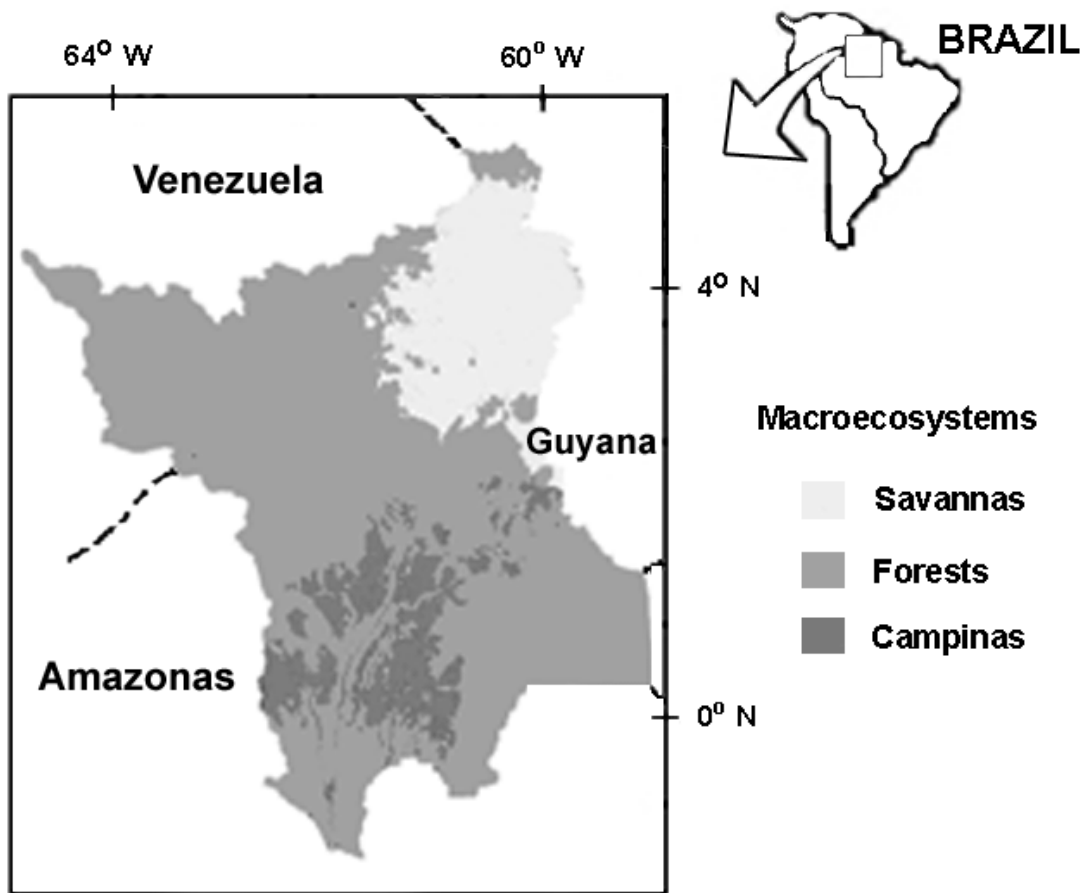 64° W
60° W
BRAZIL
Venezuela
4° N
Macroecosystems
Guyana
Savannas
Forests
Campinas
Amazonas
0° N